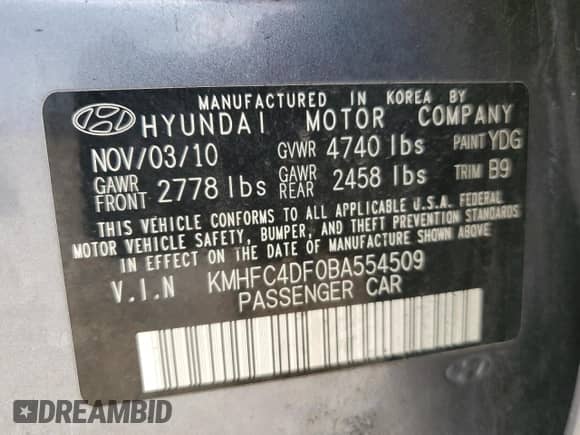 MANUFACTURED IN KOREA BY
HYUNDAI MOTOR COMPANY
NOV/03/10 GVWR 4740 lbs PAINT YDG
GAWR FRONT 2778 lbs GAWR REAR 2458 lbs TRIM B9
THIS VEHICLE CONFORMS TO ALL APPLICABLE U.S.A. FEDERAL
MOTOR VEHICLE SAFETY, BUMPER, AND THEFT PREVENTION STANDARDS
IN EFFECT ON THE DATE OF MANUFACTURE SHOWN ABOVE
V.I.N KMHFC4DF0BA554509
PASSENGER CAR
DREAMBID